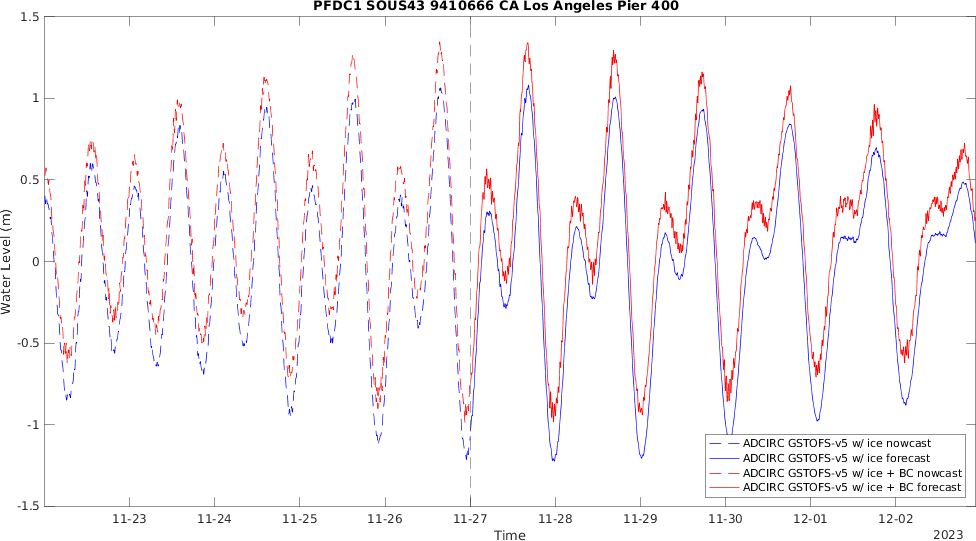 PFDC1 SOUS43 9410666 CA Los Angeles Pier 400
1.5
1
0.5
0
-0.5
-1
-1.5
Water Level (m)
11-23
11-24
11-25
11-26
11-27
11-28
11-29
11-30
12-01
12-02
Time
2023
ADCIRC GSTOFS-v5 w/ ice nowcast
ADCIRC GSTOFS-v5 w/ ice forecast
ADCIRC GSTOFS-v5 w/ ice + BC nowcast
ADCIRC GSTOFS-v5 w/ ice + BC forecast